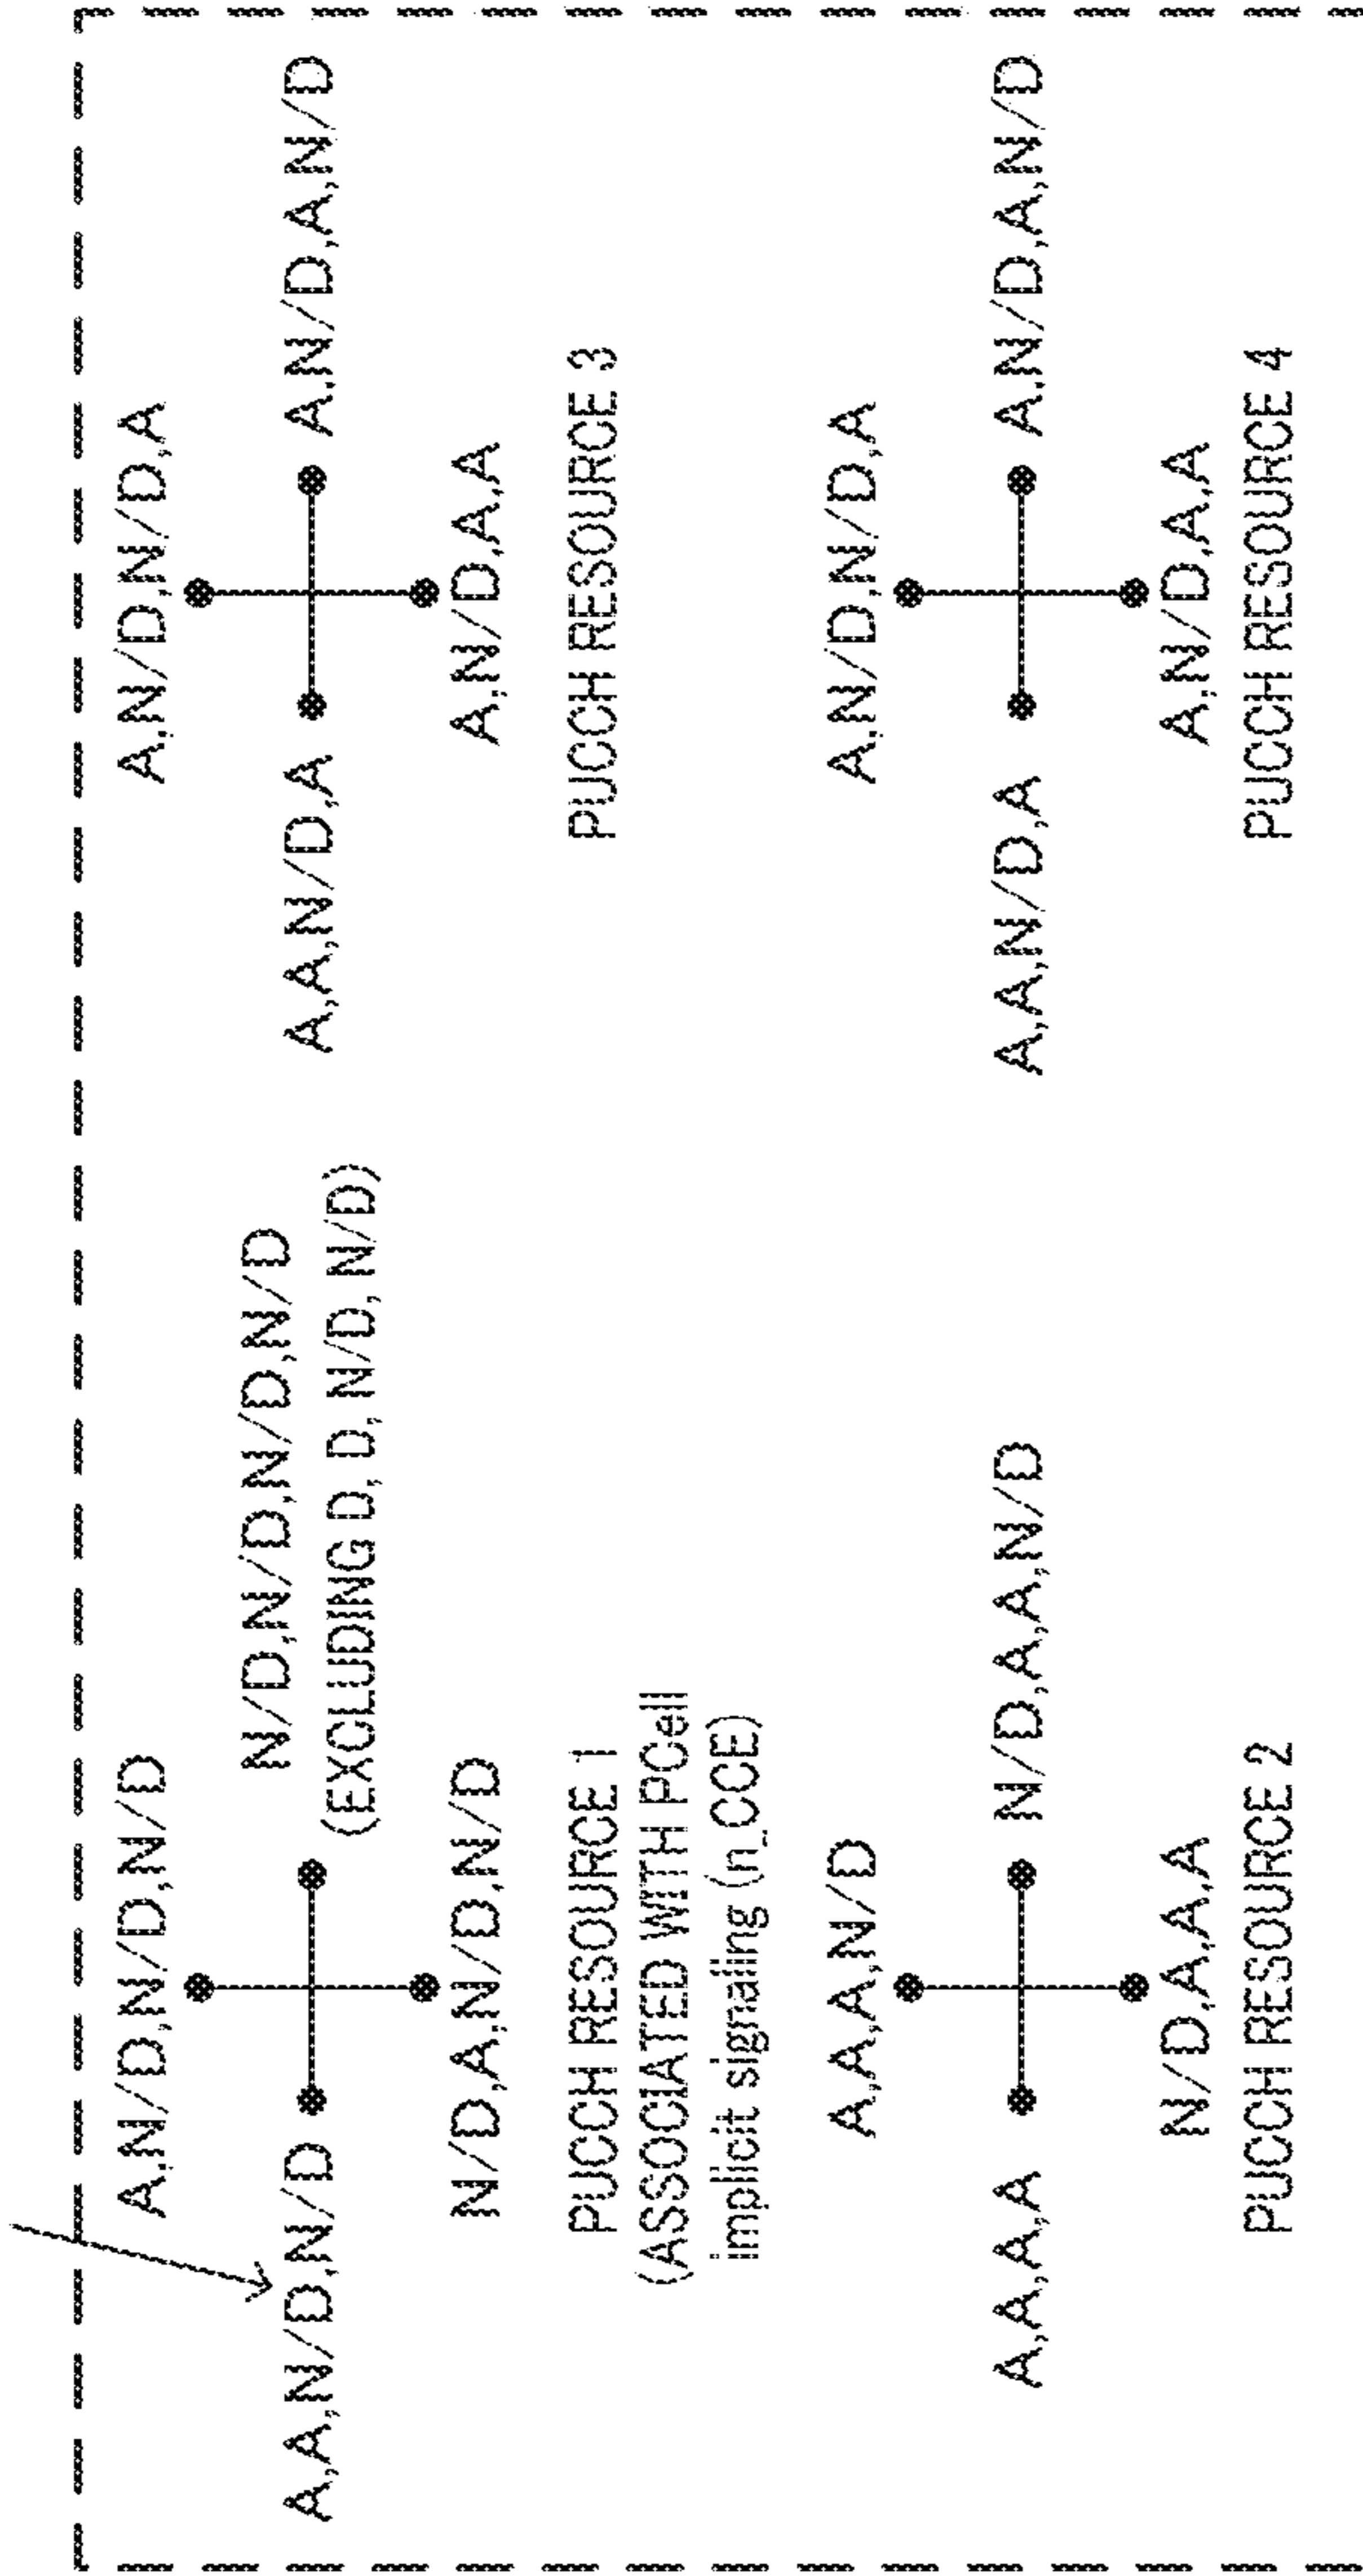 A,N/D,N/D,N/D
N/D,N/D,N/D,N/D
A,A,N/D,N/D
(EXCLUDING D, D, N/D, N/D)
N/D,A,N/D,N/D
PUCCH RESOURCE 1
(ASSOCIATED WITH PCell
implicit signaling (n_CCE)
A,N/D,N/D,A
A,A,N/D,A
A,N/D,A,N/D
A,N/D,A,A
PUCCH RESOURCE 3
A,A,A,N/D
A,A,A,A
N/D,A,A,N/D
N/D,A,A,A
PUCCH RESOURCE 2
A,N/D,N/D,A
A,A,N/D,A
A,N/D,A,N/D
A,N/D,A,A
PUCCH RESOURCE 4